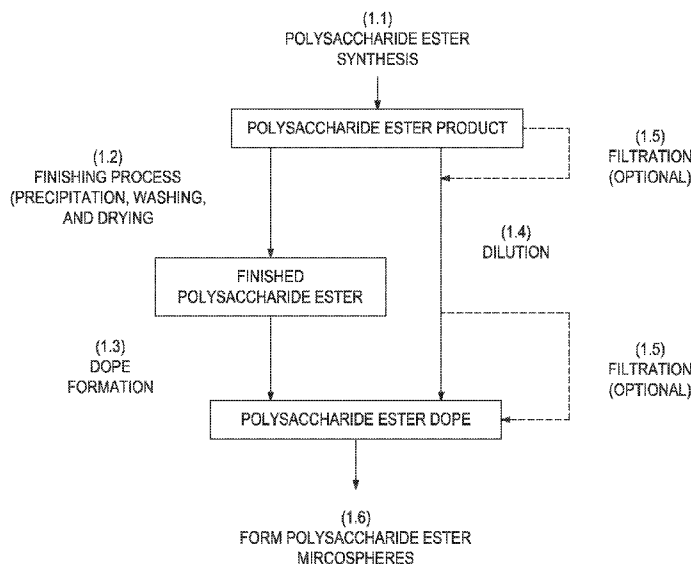 (1.1)
POLYSACCHARIDE ESTER
SYNTHESIS
POLYSACCHARIDE ESTER PRODUCT
(1.2)
FINISHING PROCESS
(PRECIPITATION, WASHING,
AND DRYING
(1.5)
FILTRATION
(OPTIONAL)
(1.4)
DILUTION
FINISHED
POLYSACCHARIDE ESTER
(1.3)
DOPE
FORMATION
(1.5)
FILTRATION
(OPTIONAL)
POLYSACCHARIDE ESTER DOPE
(1.6)
FORM POLYSACCHARIDE ESTER
MIRCOSPHERES